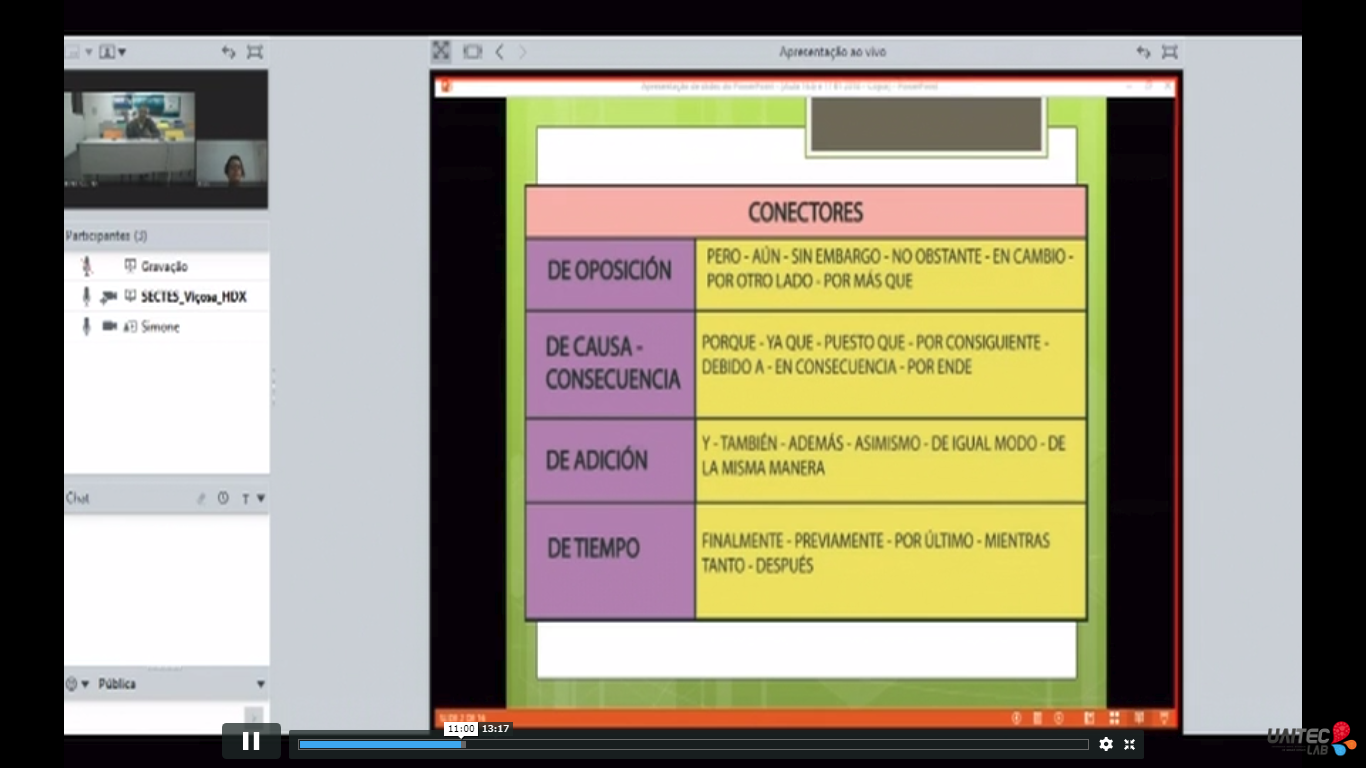 Apresentação ao vivo
Participantes (3)
Gravação
SECTES_Viçosa_HDX
Simone
Chat
T
Pública
CONECTORES
DE OPOSICIÓN
PERO - AÚN - SIN EMBARGO - NO OBSTANTE - EN CAMBIO -
POR OTRO LADO - POR MÁS QUE
DE CAUSA -
CONSECUENCIA
PORQUE - YA QUE - PUESTO QUE - POR CONSIGUIENTE -
DEBIDO A - EN CONSECUENCIA - POR ENDE
DE ADICIÓN
Y - TAMBIÉN - ADEMÁS - ASIMISMO - DE IGUAL MODO - DE
LA MISMA MANERA
DE TIEMPO
FINALMENTE - PREVIAMENTE - POR ÚLTIMO - MIENTRAS
TANTO - DESPUÉS
11:00 13:17
UAITEC
LAB